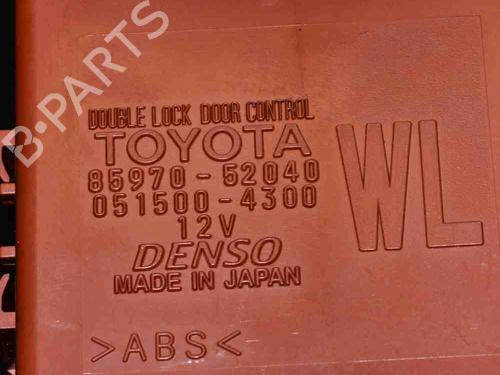 B-PARTS
DOUBLE LOCK DOOR CONTROL
TOYOTA
85970-52040
051500-4300
12V
DENSO
MADE IN JAPAN
WL
>ABS<